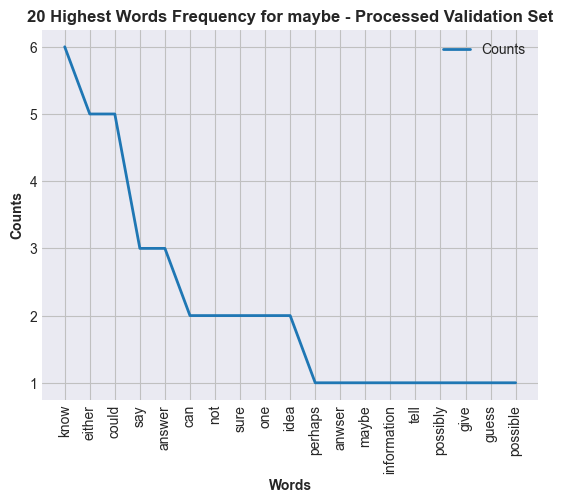 20 Highest Words Frequency for maybe - Processed Validation Set
Counts
6
5
4
3
2
1
Counts
know
either
could
say
answer
can
not
sure
one
idea
perhaps
anwser
maybe
information
tell
possibly
give
guess
possible
Words